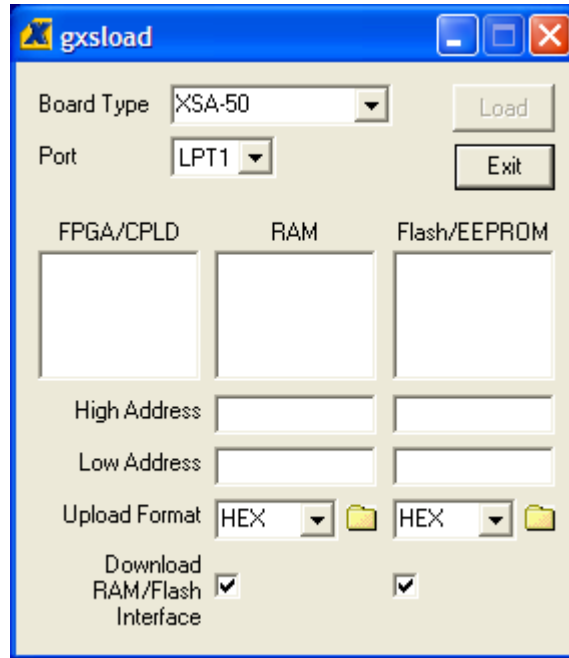 gxsload
Board Type XSA-50 Load
Port LPT1 Exit
FPGA/CPLD RAM Flash/EEPROM
High Address
Low Address
Upload Format HEX HEX
Download
RAM/Flash
Interface